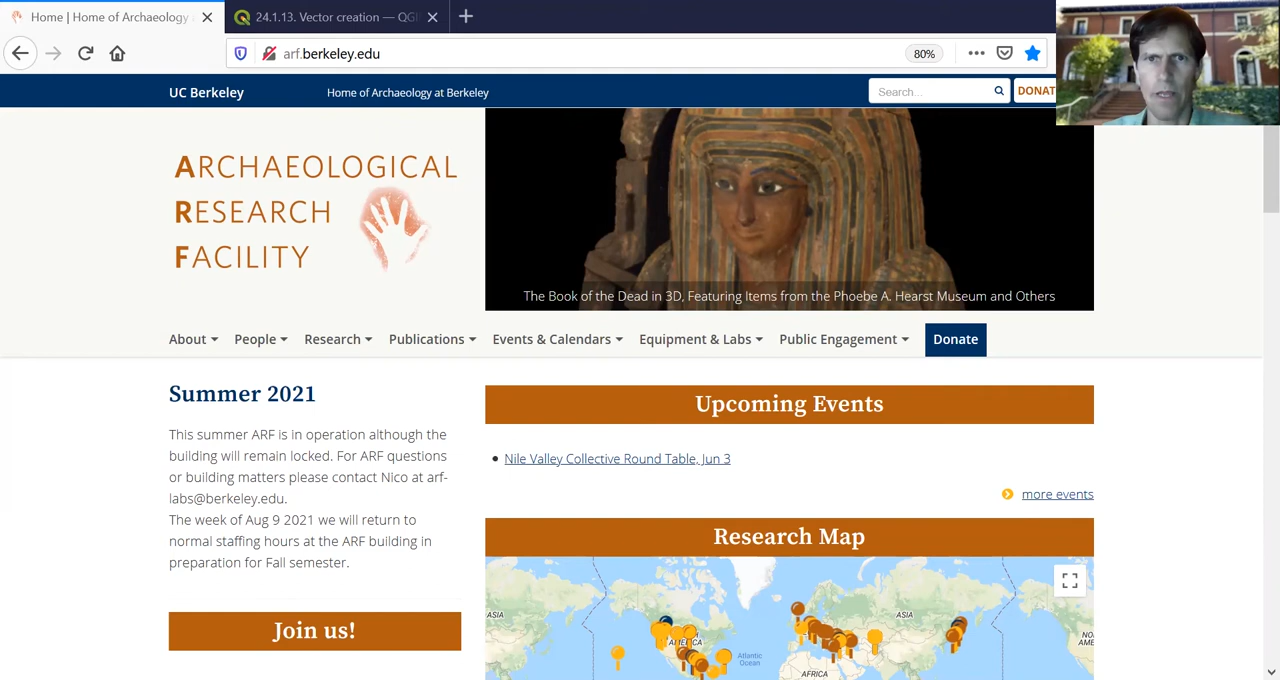 Home | Home of Archaeology
24.1.13. Vector creation — QGI
arf.berkeley.edu
80%
UC Berkeley
Home of Archaeology at Berkeley
Search...
DONAT
ARCHAEOLOGICAL
RESEARCH
FACILITY
The Book of the Dead in 3D, Featuring Items from the Phoebe A. Hearst Museum and Others
About
People
Research
Publications
Events & Calendars
Equipment & Labs
Public Engagement
Donate
Summer 2021
This summer ARF is in operation although the
building will remain locked. For ARF questions
or building matters please contact Nico at arf-
labs@berkeley.edu.
The week of Aug 9 2021 we will return to
normal staffing hours at the ARF building in
preparation for Fall semester.
Join us!
Upcoming Events
Nile Valley Collective Round Table, Jun 3
more events
Research Map
ASIA
AMERICA
Atlantic
Ocean
AFRICA
ASIA
NO
AME